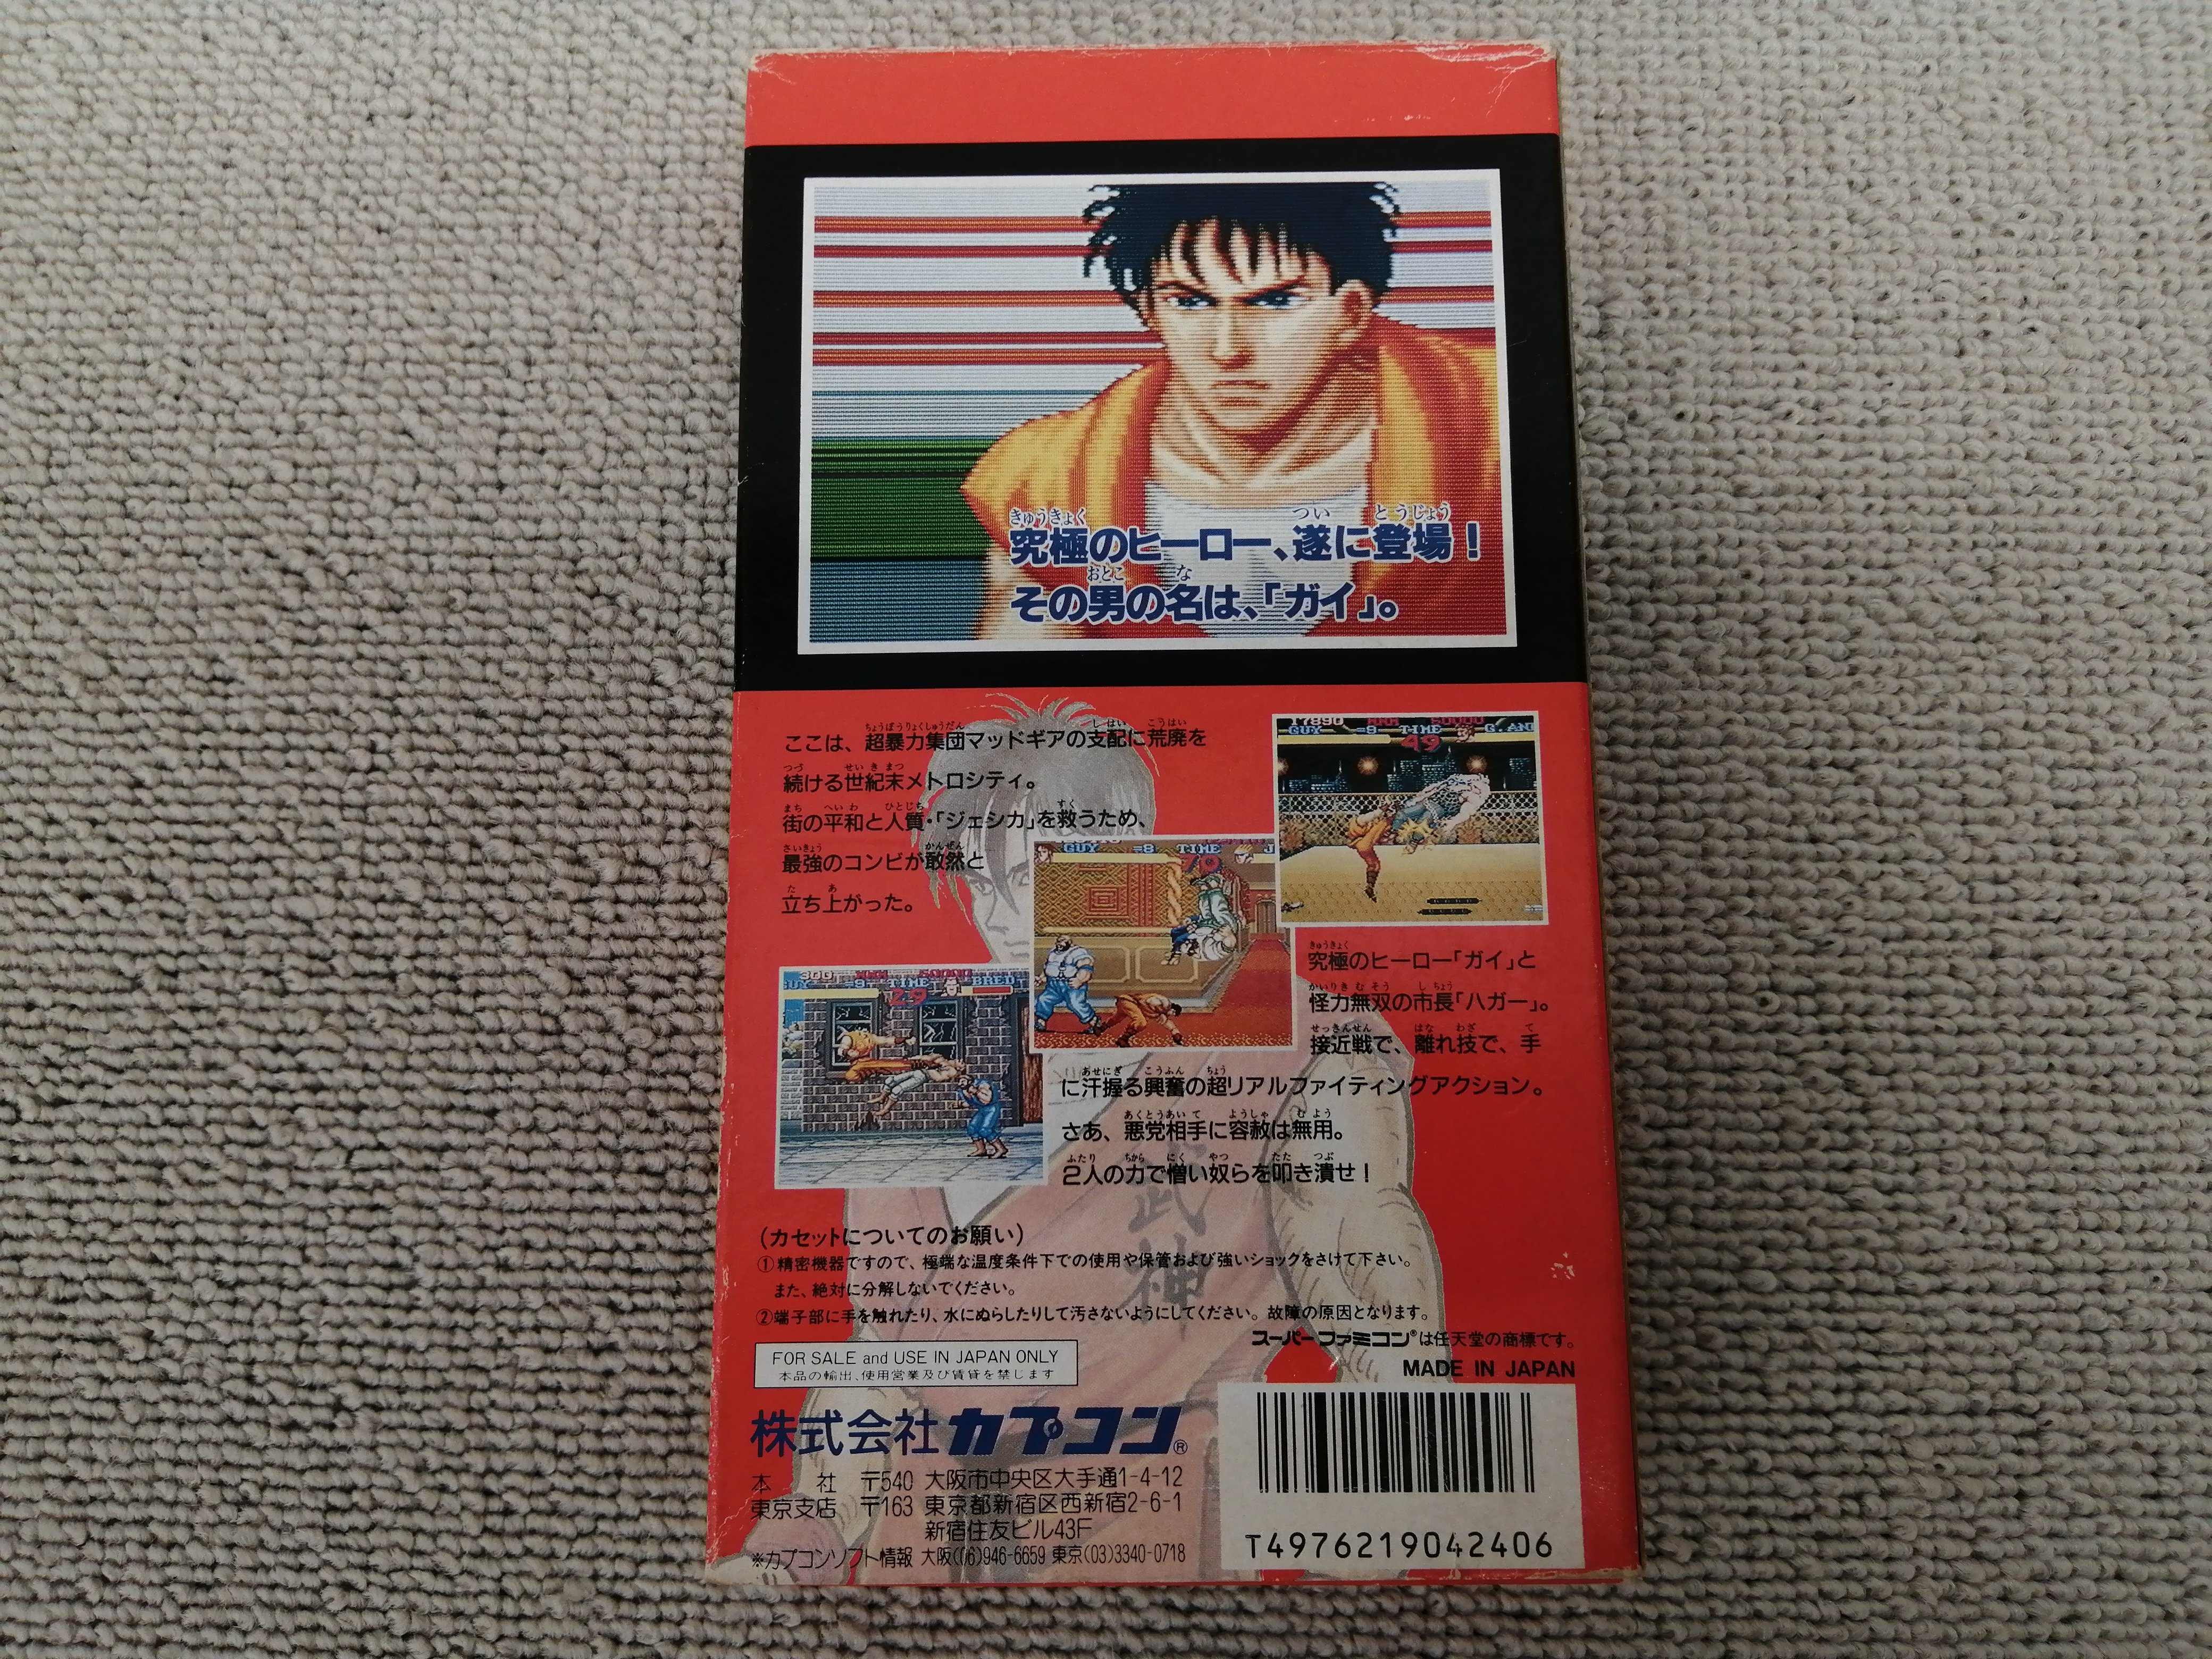 究極のヒーロー、遂に登場！
その男の名は、「ガイ」。
ここは、超暴力集団マッドギアの支配に荒廃を
続ける世紀末メトロシティ。
街の平和と人質・「ジェシカ」を救うため、
最強のコンビが敢然と
立ち上がった。
17890 50000
GUY =9 TIME G.AND
49
GUY =8 TIME J
70
300 50000
GUY =9 TIME BRED
29
究極のヒーロー「ガイ」と
怪力無双の市長「ハガー」。
接近戦で、離れ技で、手
に汗握る興奮の超リアルファイティングアクション。
さあ、悪党相手に容赦は無用。
2人の力で憎い奴らを叩き潰せ！
武神
(カセットについてのお願い)
①精密機器ですので、極端な温度条件下での使用や保管および強いショックをさけて下さい。
また、絶対に分解しないでください。
②端子部に手を触れたり、水にぬらしたりして汚さないようにしてください。故障の原因となります。
スーパーファミコン®は任天堂の商標です。
MADE IN JAPAN
FOR SALE and USE IN JAPAN ONLY
本品の輸出、使用営業及び賃貸を禁じます
株式会社カプコン®
本 社 〒540 大阪市中央区大手通1-4-12
東京支店 〒163 東京都新宿区西新宿2-6-1
新宿住友ビル43F
※カプコンソフト情報 大阪(06)946-6659 東京(03)3340-0718
T4976219042406